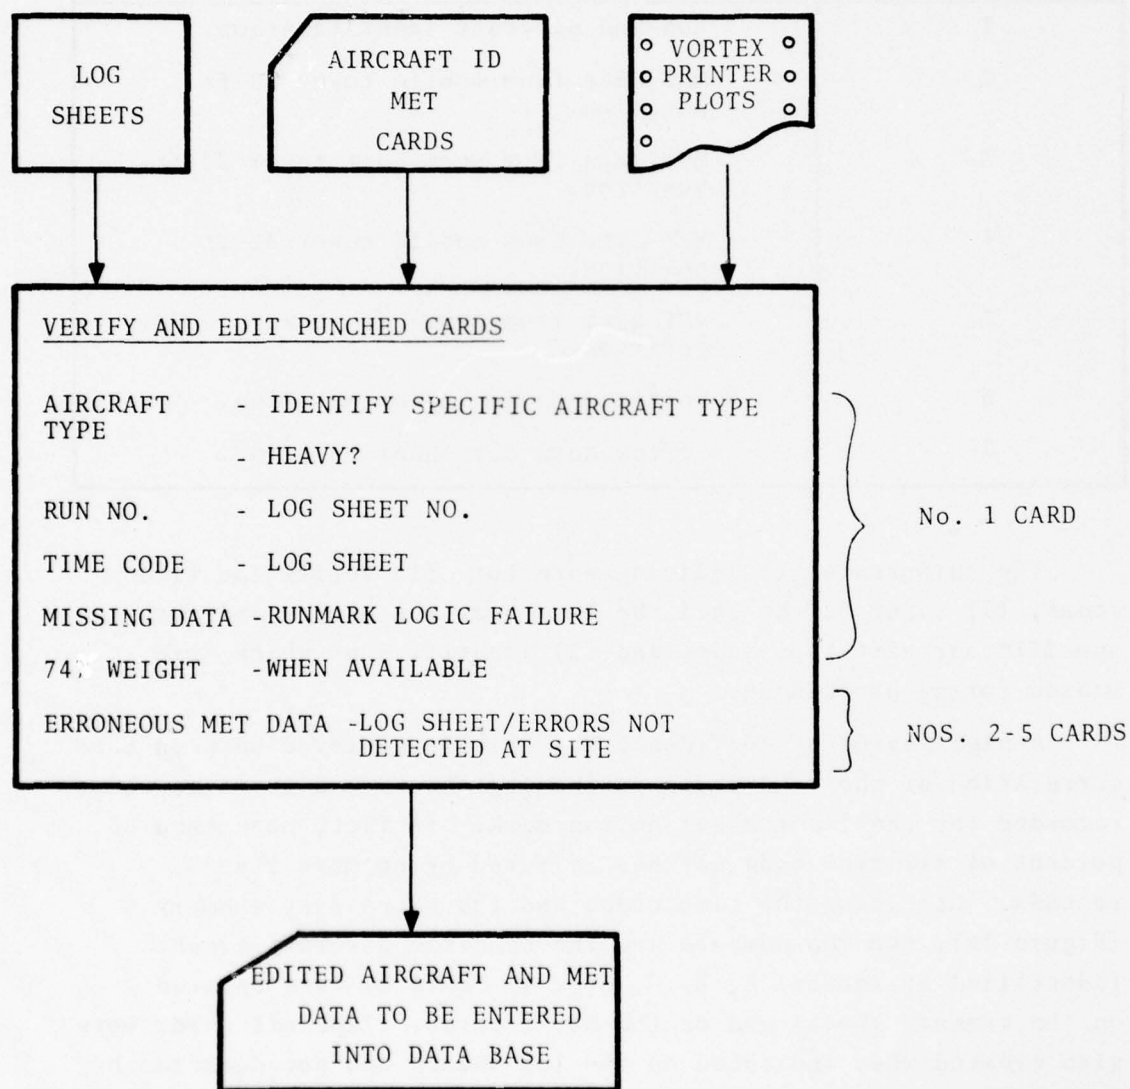 LOG
SHEETS
AIRCRAFT ID
MET
CARDS
VORTEX
PRINTER
PLOTS
VERIFY AND EDIT PUNCHED CARDS
AIRCRAFT - IDENTIFY SPECIFIC AIRCRAFT TYPE
TYPE
- HEAVY?
RUN NO. - LOG SHEET NO.
TIME CODE - LOG SHEET
MISSING DATA -RUNMARK LOGIC FAILURE
747 WEIGHT -WHEN AVAILABLE
ERRONEOUS MET DATA -LOG SHEET/ERRORS NOT
DETECTED AT SITE
No. 1 CARD
NOS. 2-5 CARDS
EDITED AIRCRAFT AND MET
DATA TO BE ENTERED
INTO DATA BASE